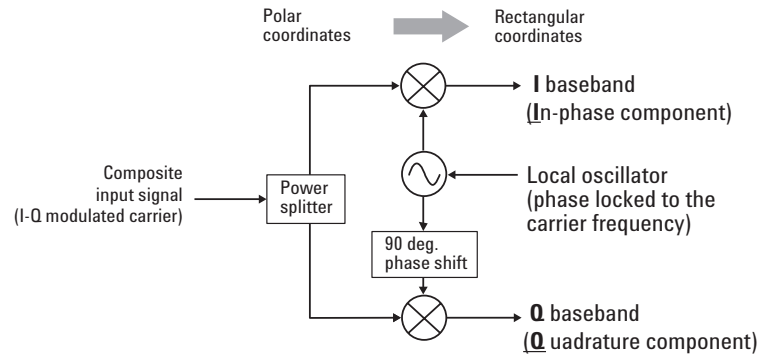 Polar
coordinates
Rectangular
coordinates
I baseband
(In-phase component)
Composite
input signal
(I-Q modulated carrier)
Power
splitter
Local oscillator
(phase locked to the
carrier frequency)
90 deg.
phase shift
Q baseband
(Q uadrature component)